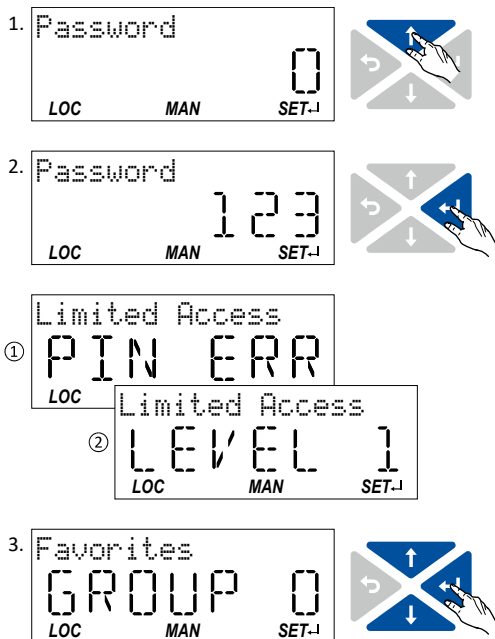 1. Password
0
LOC MAN SET↵
2. Password
123
LOC MAN SET↵
Limited Access
① PIN ERR
LOC
Limited Access
② LEVEL 1
LOC MAN SET↵
3. Favorites
GROUP 0
LOC MAN SET↵